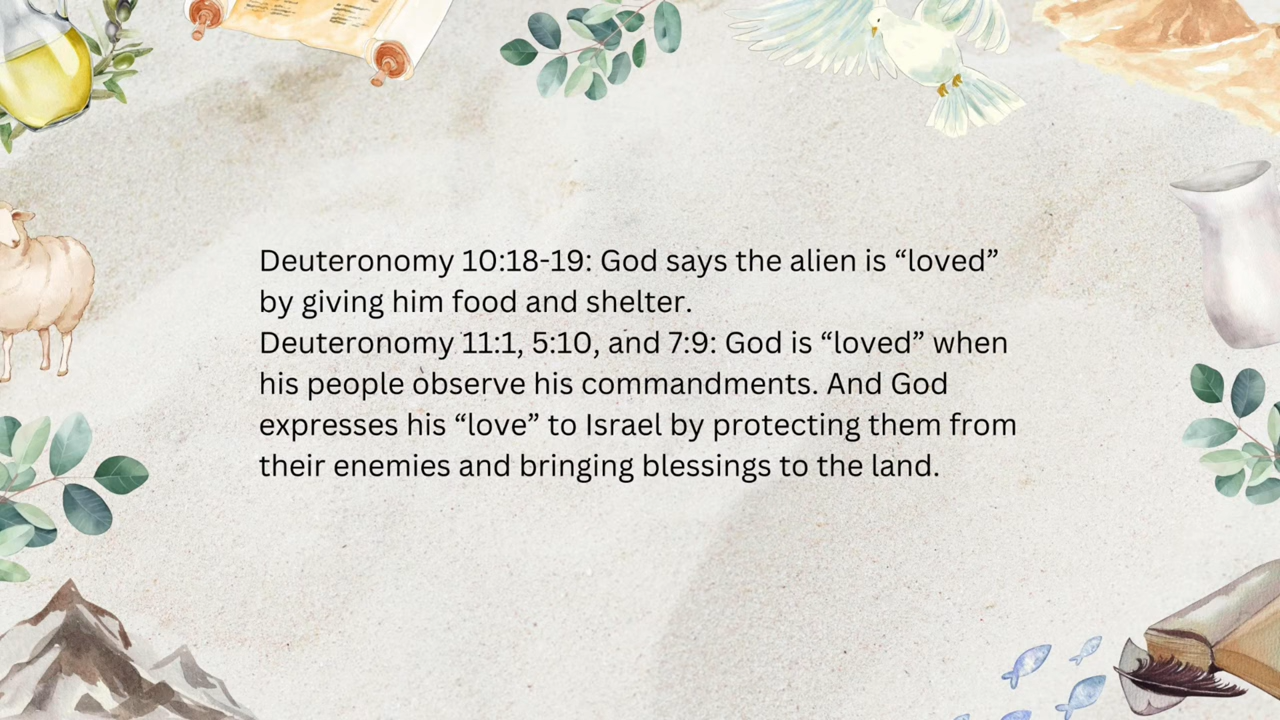 Deuteronomy 10:18-19: God says the alien is “loved”
by giving him food and shelter.
Deuteronomy 11:1, 5:10, and 7:9: God is “loved” when
his people observe his commandments. And God
expresses his “love” to Israel by protecting them from
their enemies and bringing blessings to the land.